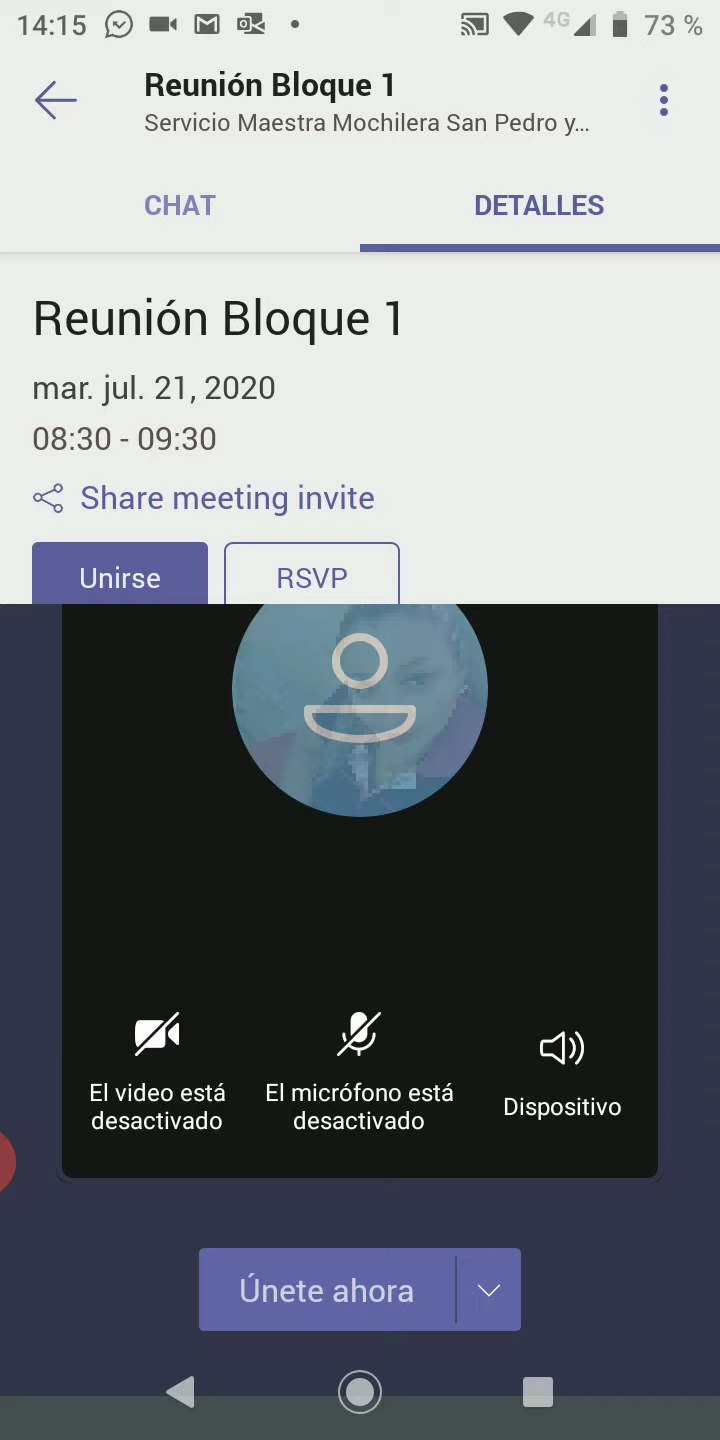 14:15 4G 73 %
Reunión Bloque 1
Servicio Maestra Mochilera San Pedro y...
CHAT DETALLES
Reunión Bloque 1
mar. jul. 21, 2020
08:30 - 09:30
Share meeting invite
Unirse RSVP
El video está desactivado
El micrófono está desactivado
Dispositivo
Únete ahora